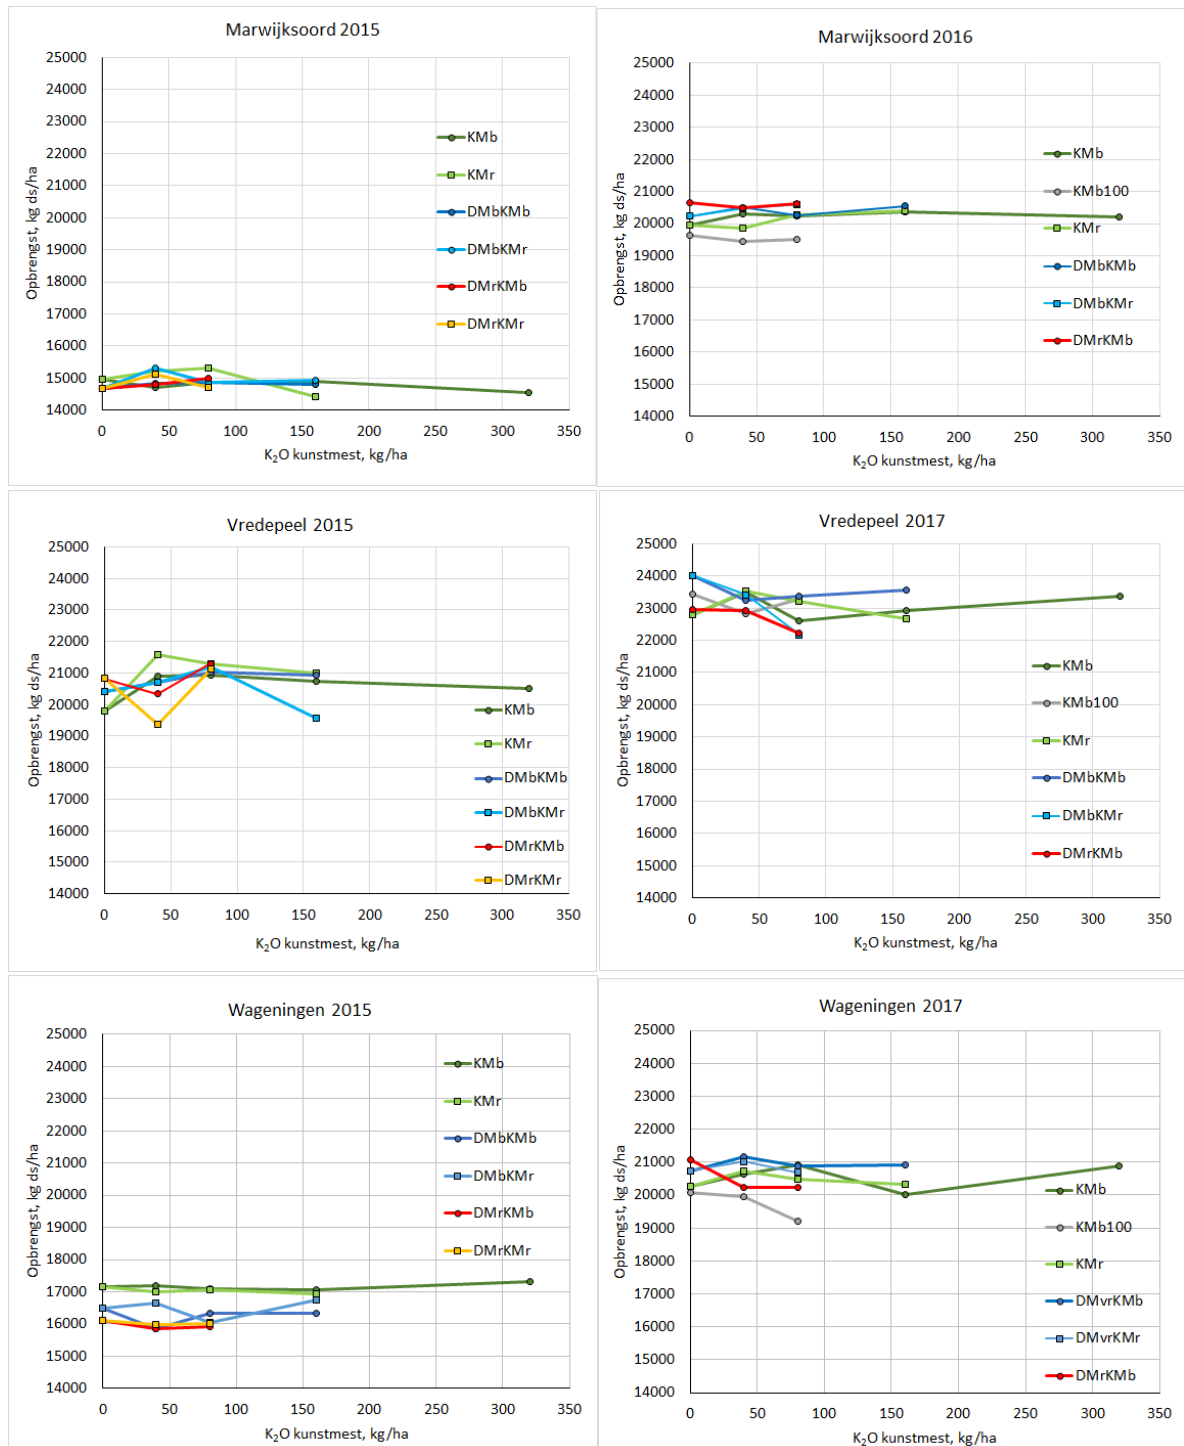 Marwijksoord 2015
25000
24000
23000
22000
21000
20000
19000
18000
17000
16000
15000
14000
Opbrengst, kg ds/ha
KMb
KMr
DMbKMb
DMbKMr
DMrKMb
DMrKMr
0 50 100 150 200 250 300 350
K₂O kunstmest, kg/ha
Marwijksoord 2016
25000
24000
23000
22000
21000
20000
19000
18000
17000
16000
15000
14000
Opbrengst, kg ds/ha
KMb
KMb100
KMr
DMbKMb
DMbKMr
DMrKMb
0 50 100 150 200 250 300 350
K₂O kunstmest, kg/ha
Vredepeel 2015
25000
24000
23000
22000
21000
20000
19000
18000
17000
16000
15000
14000
Opbrengst, kg ds/ha
KMb
KMr
DMbKMb
DMbKMr
DMrKMb
DMrKMr
0 50 100 150 200 250 300 350
K₂O kunstmest, kg/ha
Vredepeel 2017
25000
24000
23000
22000
21000
20000
19000
18000
17000
16000
15000
14000
Opbrengst, kg ds/ha
KMb
KMb100
KMr
DMbKMb
DMbKMr
DMrKMb
0 50 100 150 200 250 300 350
K₂O kunstmest, kg/ha
Wageningen 2015
25000
24000
23000
22000
21000
20000
19000
18000
17000
16000
15000
14000
Opbrengst, kg ds/ha
KMb
KMr
DMbKMb
DMbKMr
DMrKMb
DMrKMr
0 50 100 150 200 250 300 350
K₂O kunstmest, kg/ha
Wageningen 2017
25000
24000
23000
22000
21000
20000
19000
18000
17000
16000
15000
14000
Opbrengst, kg ds/ha
KMb
KMb100
KMr
DMvrKMb
DMvrKMr
DMrKMb
0 50 100 150 200 250 300 350
K₂O kunstmest, kg/ha